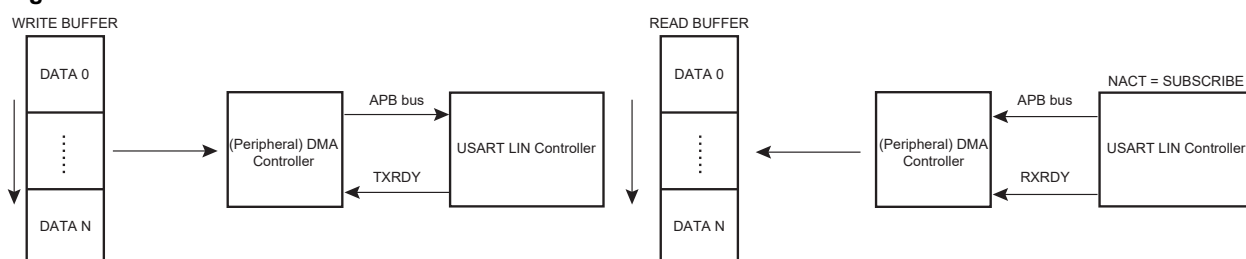 WRITE BUFFER
DATA 0
DATA N
(Peripheral) DMA
Controller
APB bus
TXRDY
USART LIN Controller
READ BUFFER
DATA 0
DATA N
(Peripheral) DMA
Controller
APB bus
RXRDY
NACT = SUBSCRIBE
USART LIN Controller